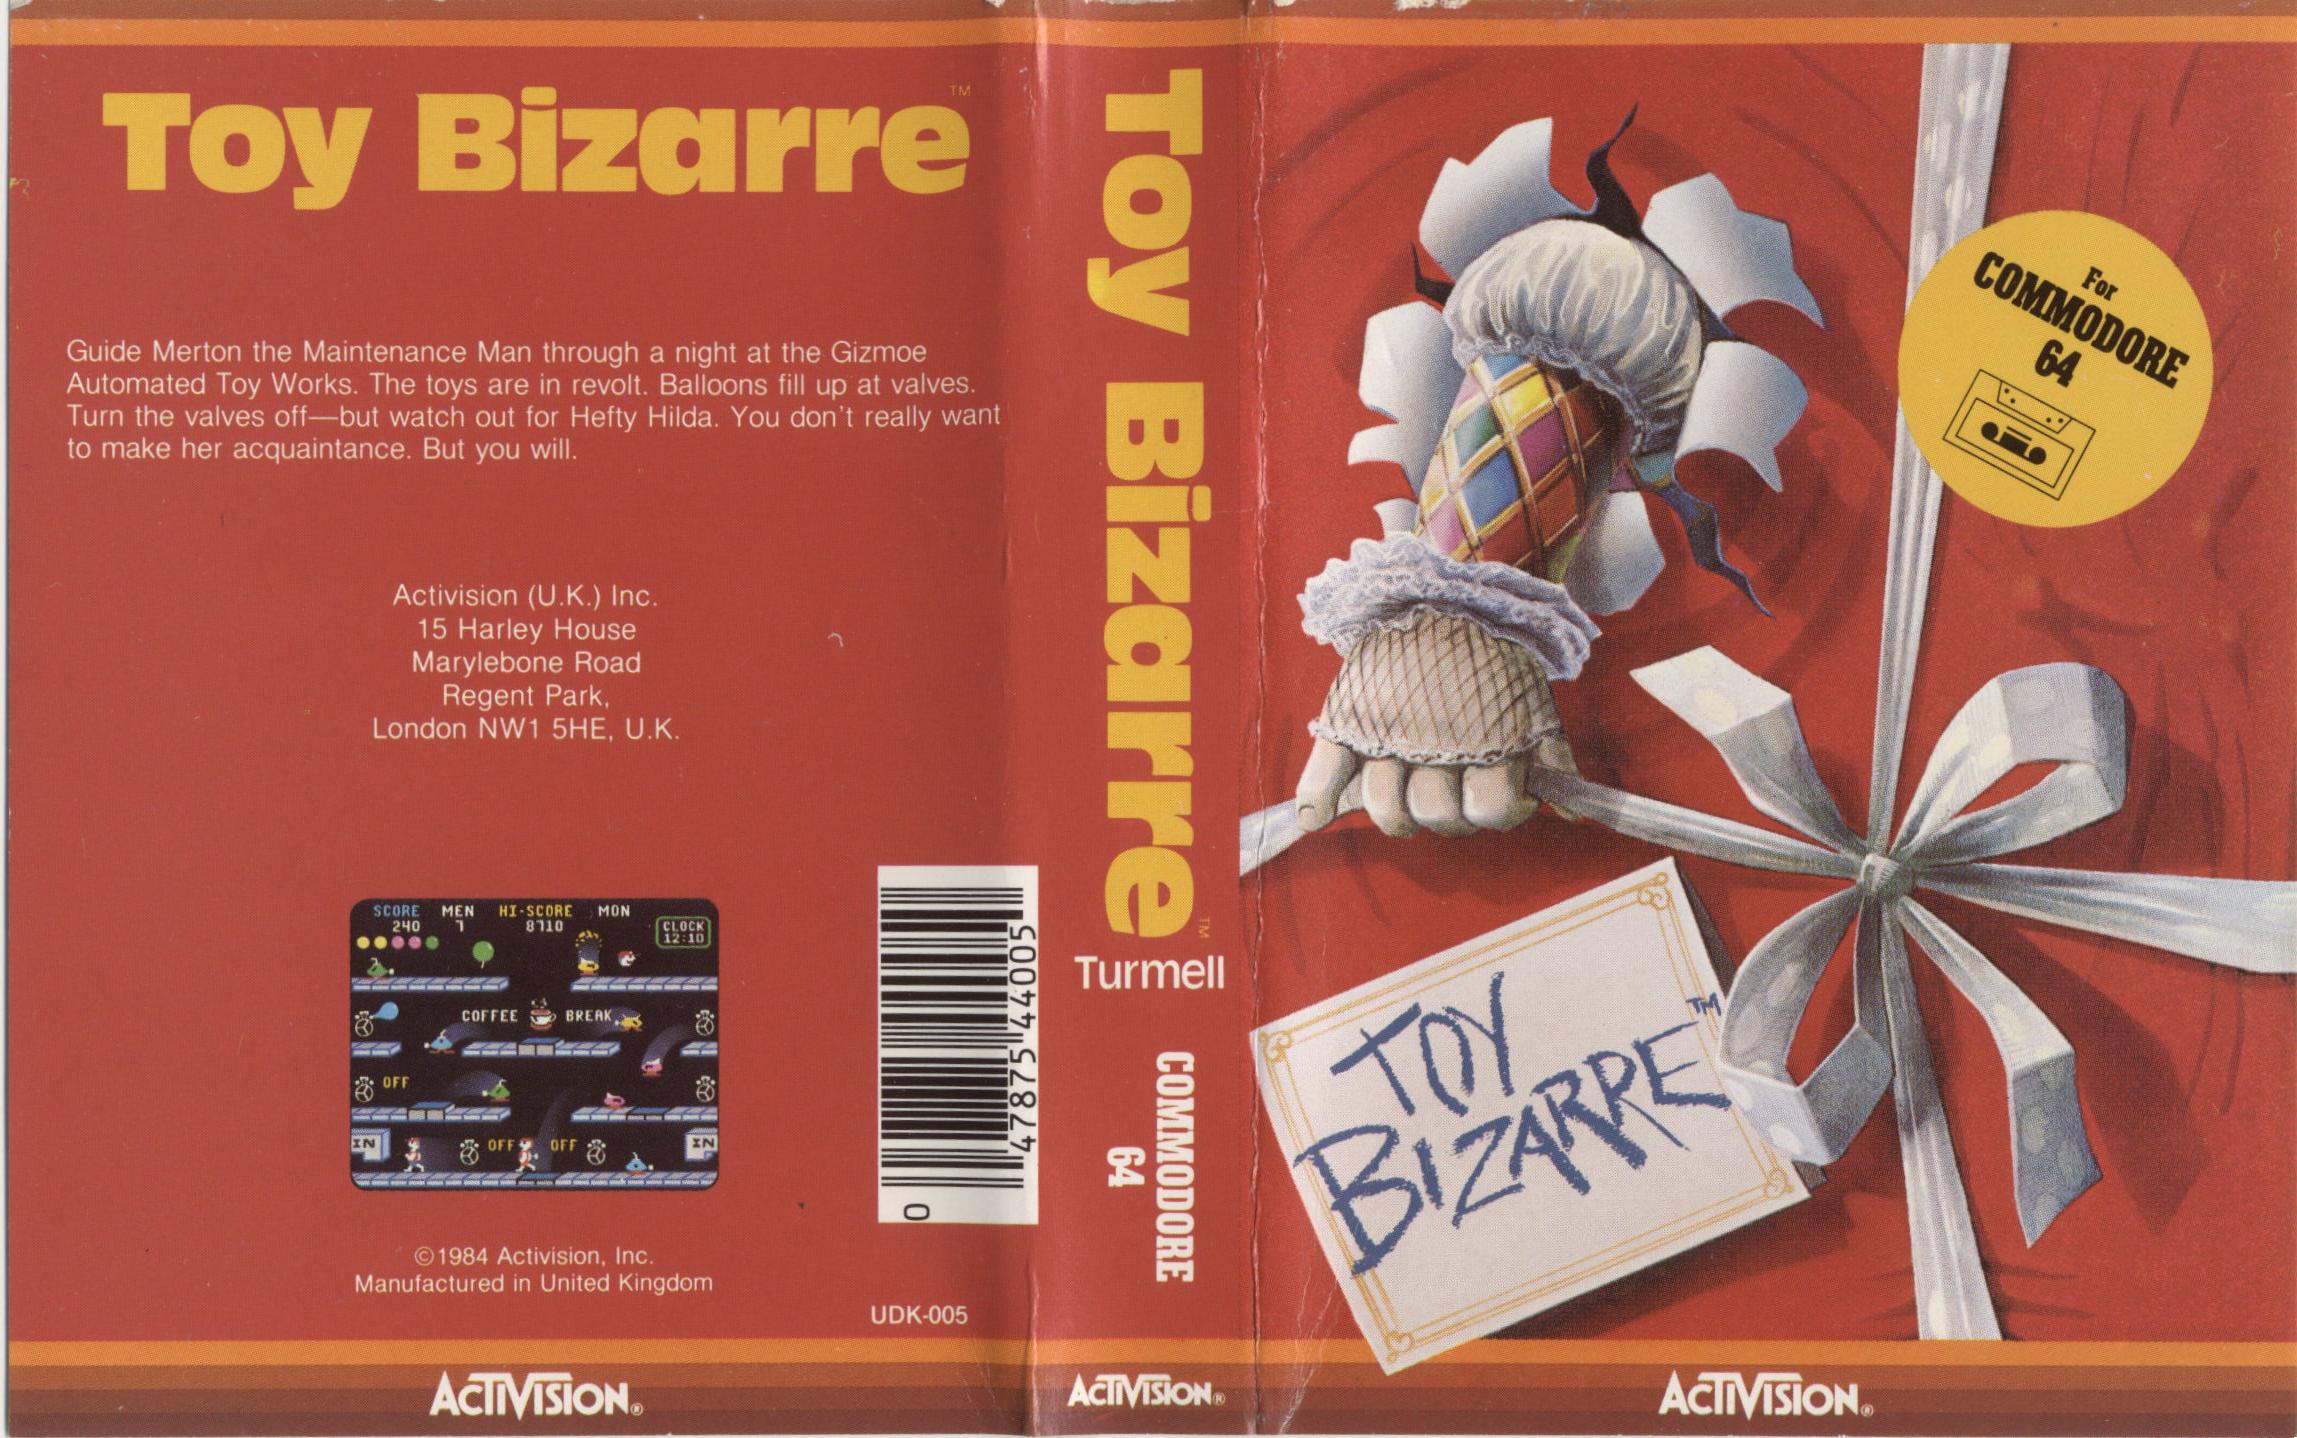 Toy Bizarre™
Guide Merton the Maintenance Man through a night at the Gizmoe
Automated Toy Works. The toys are in revolt. Balloons fill up at valves.
Turn the valves off—but watch out for Hefty Hilda. You don't really want
to make her acquaintance. But you will.
Activision (U.K.) Inc.
15 Harley House
Marylebone Road
Regent Park,
London NW1 5HE, U.K.
SCORE MEN HI-SCORE MON
240 7 8710
CLOCK
12:10
COFFEE BREAK
OFF
IN OFF OFF IN
©1984 Activision, Inc.
Manufactured in United Kingdom
UDK-005
ACTIVISION®
0 47875 44005
Toy Bizarre™
Turmell
COMMODORE
64
ACTIVISION®
For
COMMODORE
64
TOY
BIZARRE™
ACTIVISION®